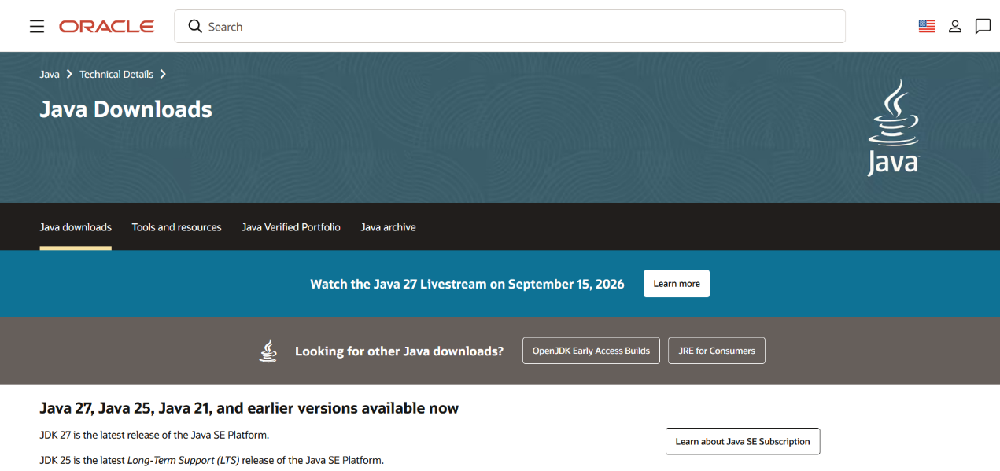 ORACLE
Search
Java
Technical Details
Java Downloads
Java
Java downloads
Tools and resources
Java Verified Portfolio
Java archive
Watch the Java 27 Livestream on September 15, 2026
Learn more
Looking for other Java downloads?
OpenJDK Early Access Builds
JRE for Consumers
Java 27, Java 25, Java 21, and earlier versions available now
JDK 27 is the latest release of the Java SE Platform.
Learn about Java SE Subscription
JDK 25 is the latest Long-Term Support (LTS) release of the Java SE Platform.